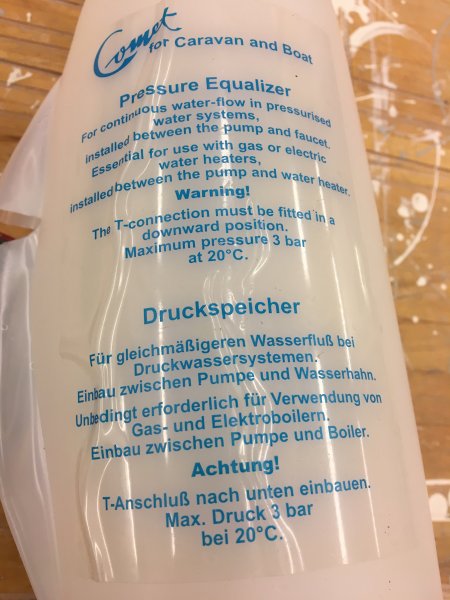 Comet
for Caravan and Boat
Pressure Equalizer
For continuous water-flow in pressurised
water systems,
installed between the pump and faucet.
Essential for use with gas or electric
water heaters,
installed between the pump and water heater.
Warning!
The T-connection must be fitted in a
downward position.
Maximum pressure 3 bar
at 20°C.
Druckspeicher
Für gleichmäßigeren Wasserfluß bei
Druckwassersystemen.
Einbau zwischen Pumpe und Wasserhahn.
Unbedingt erforderlich für Verwendung von
Gas- und Elektroboilern.
Einbau zwischen Pumpe und Boiler.
Achtung!
T-Anschluß nach unten einbauen.
Max. Druck 3 bar
bei 20°C.